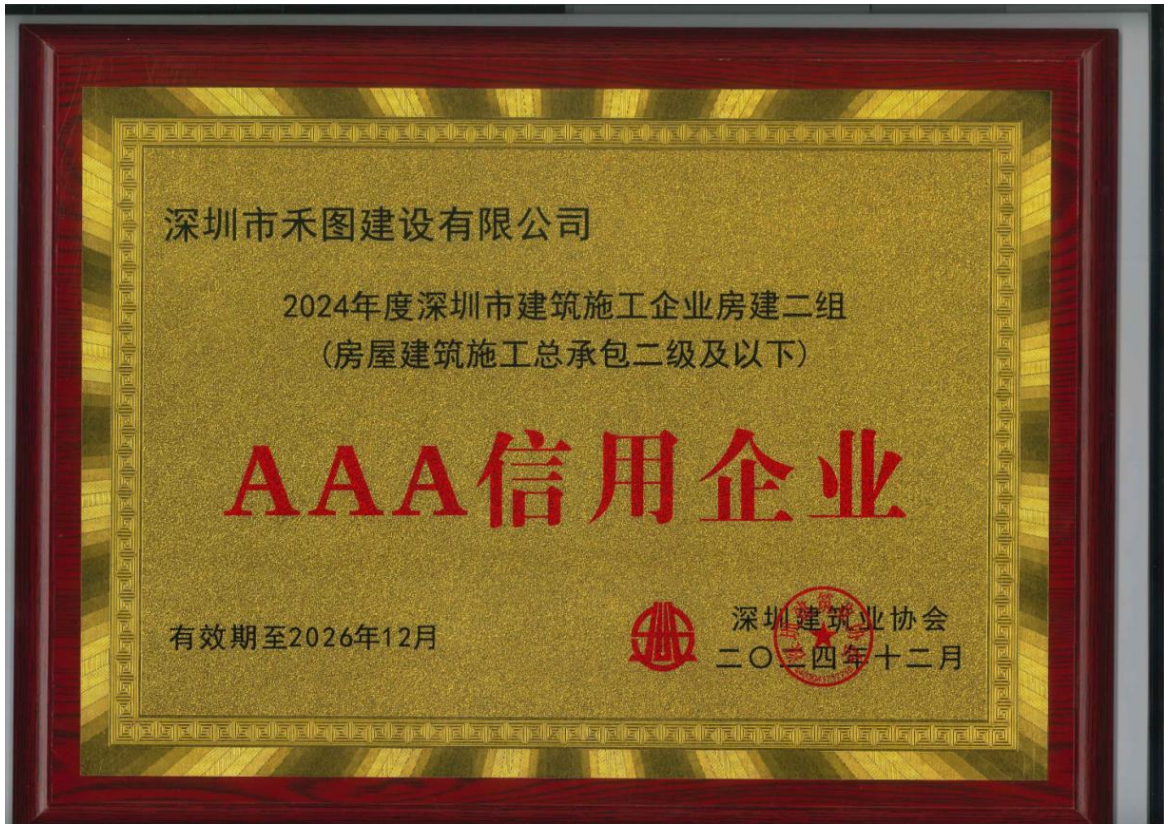 深圳市禾图建设有限公司
2024年度深圳市建筑施工企业房建二组
(房屋建筑施工总承包二级及以下)
AAA信用企业
有效期至2026年12月
深圳建筑业协会
二〇二四年十二月